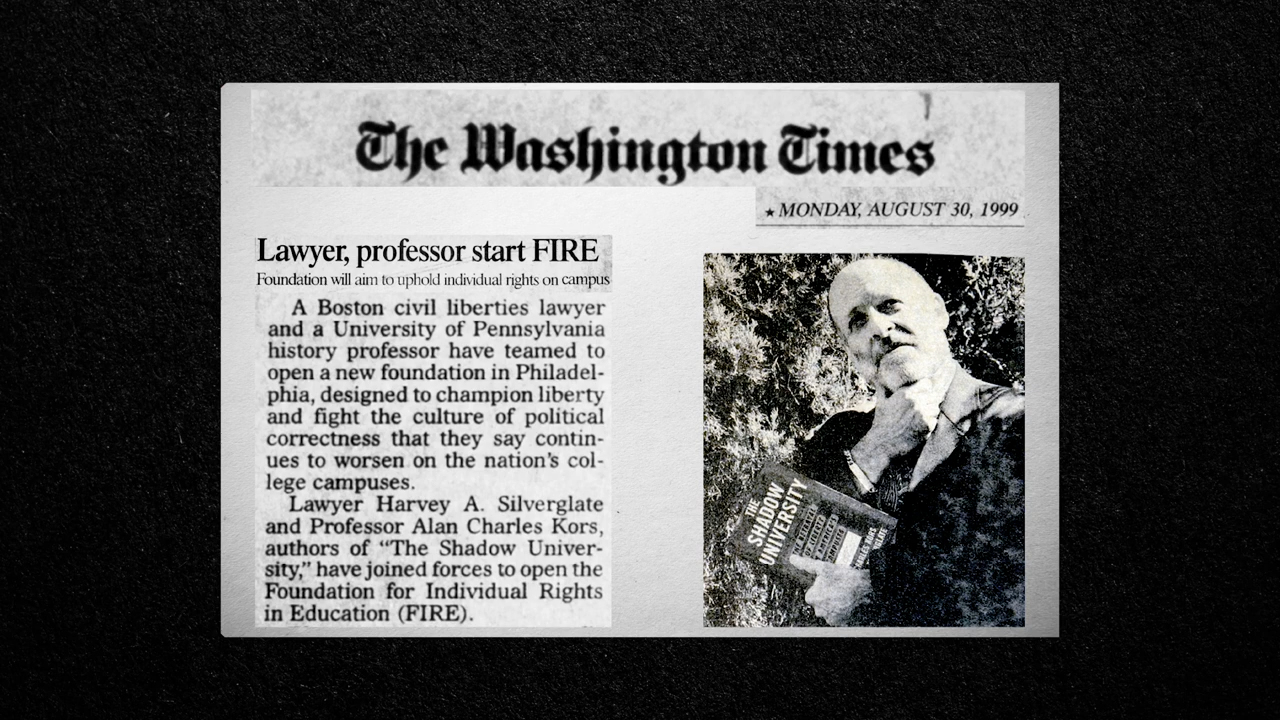 The Washington Times
★ MONDAY, AUGUST 30, 1999
Lawyer, professor start FIRE
Foundation will aim to uphold individual rights on campus
A Boston civil liberties lawyer
and a University of Pennsylvania
history professor have teamed to
open a new foundation in Philadel-
phia, designed to champion liberty
and fight the culture of political
correctness that they say contin-
ues to worsen on the nation's col-
lege campuses.
Lawyer Harvey A. Silverglate
and Professor Alan Charles Kors,
authors of “The Shadow Univer-
sity,” have joined forces to open the
Foundation for Individual Rights
in Education (FIRE).
THE
SHADOW
UNIVERSITY